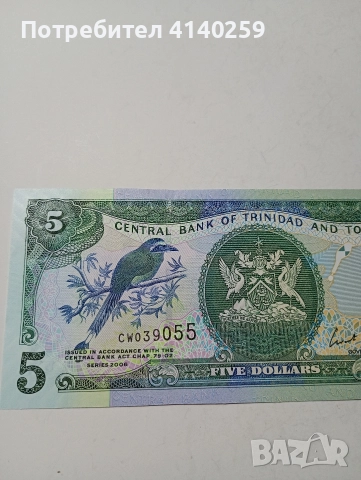 Потребител 4140259
5
CENTRAL BANK OF TRINIDAD AND TO
CW039055
ISSUED IN ACCORDANCE WITH THE
CENTRAL BANK ACT CHAP. 79:02
SERIES 2006
5
FIVE DOLLARS
BAZAR